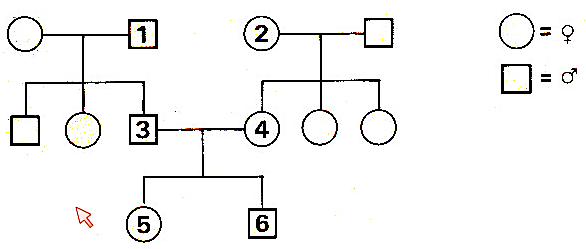 1 2 = ♀
= ♂
3 4
5 6